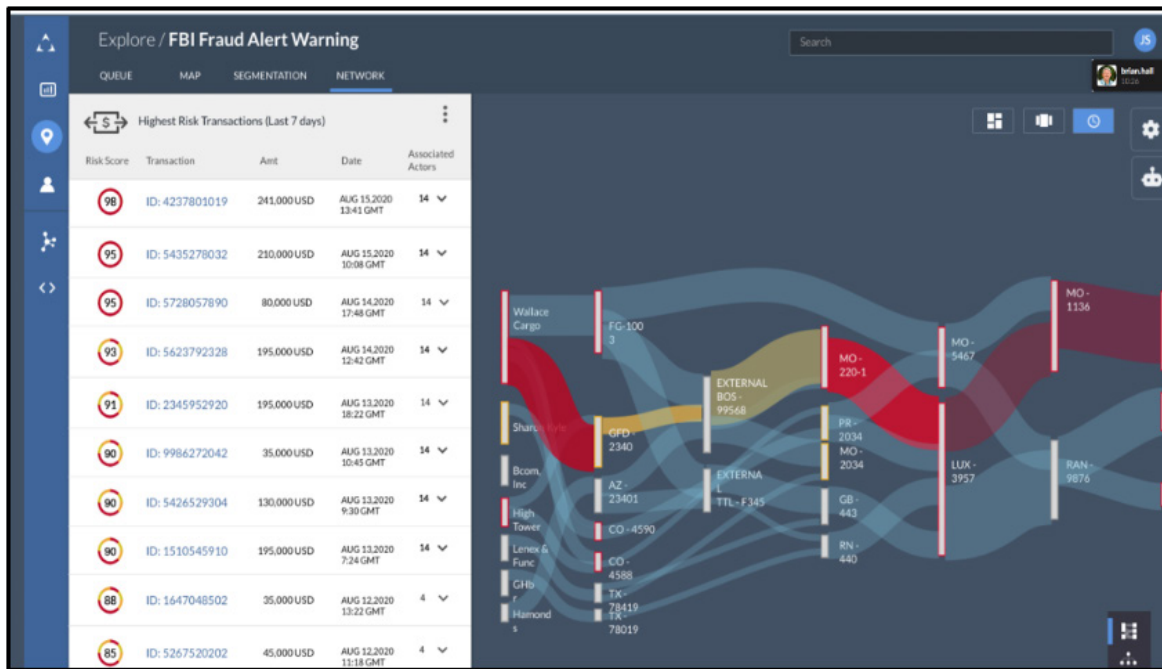 Explore / FBI Fraud Alert Warning
Search
JS
QUEUE MAP SEGMENTATION NETWORK
brian.hall
10:26
Highest Risk Transactions (Last 7 days)
Risk Score Transaction Amt Date Associated
Actors
98 ID: 4237801019 241,000 USD AUG 15,2020 14
13:41 GMT
95 ID: 5435278032 210,000 USD AUG 15,2020 14
10:08 GMT
95 ID: 5728057890 80,000 USD AUG 14,2020 14
17:48 GMT
93 ID: 5623792328 195,000 USD AUG 14,2020 14
12:42 GMT
91 ID: 2345952920 195,000 USD AUG 13,2020 14
18:22 GMT
90 ID: 9986272042 35,000 USD AUG 13,2020 14
10:45 GMT
90 ID: 5426529304 130,000 USD AUG 13,2020 14
9:30 GMT
90 ID: 1510545910 195,000 USD AUG 13,2020 14
7:24 GMT
88 ID: 1647048502 35,000 USD AUG 12,2020 4
13:22 GMT
85 ID: 5267520202 45,000 USD AUG 12,2020 4
11:18 GMT
Wallace
Cargo
Bcom,
Inc
High
Tower
Lenex &
Func
GHb
r
Hamond
s
FG-100
3
GFD -
2340
AZ -
23401
CO - 4590
CO -
4588
TX -
78419
TX -
78019
EXTERNAL
BOS -
99568
EXTERNA
L
TTL - F345
MO -
220-1
PR -
2034
MO -
2034
GB -
443
RN -
440
MO -
5467
LUX -
3957
MO -
1136
RAN -
9876